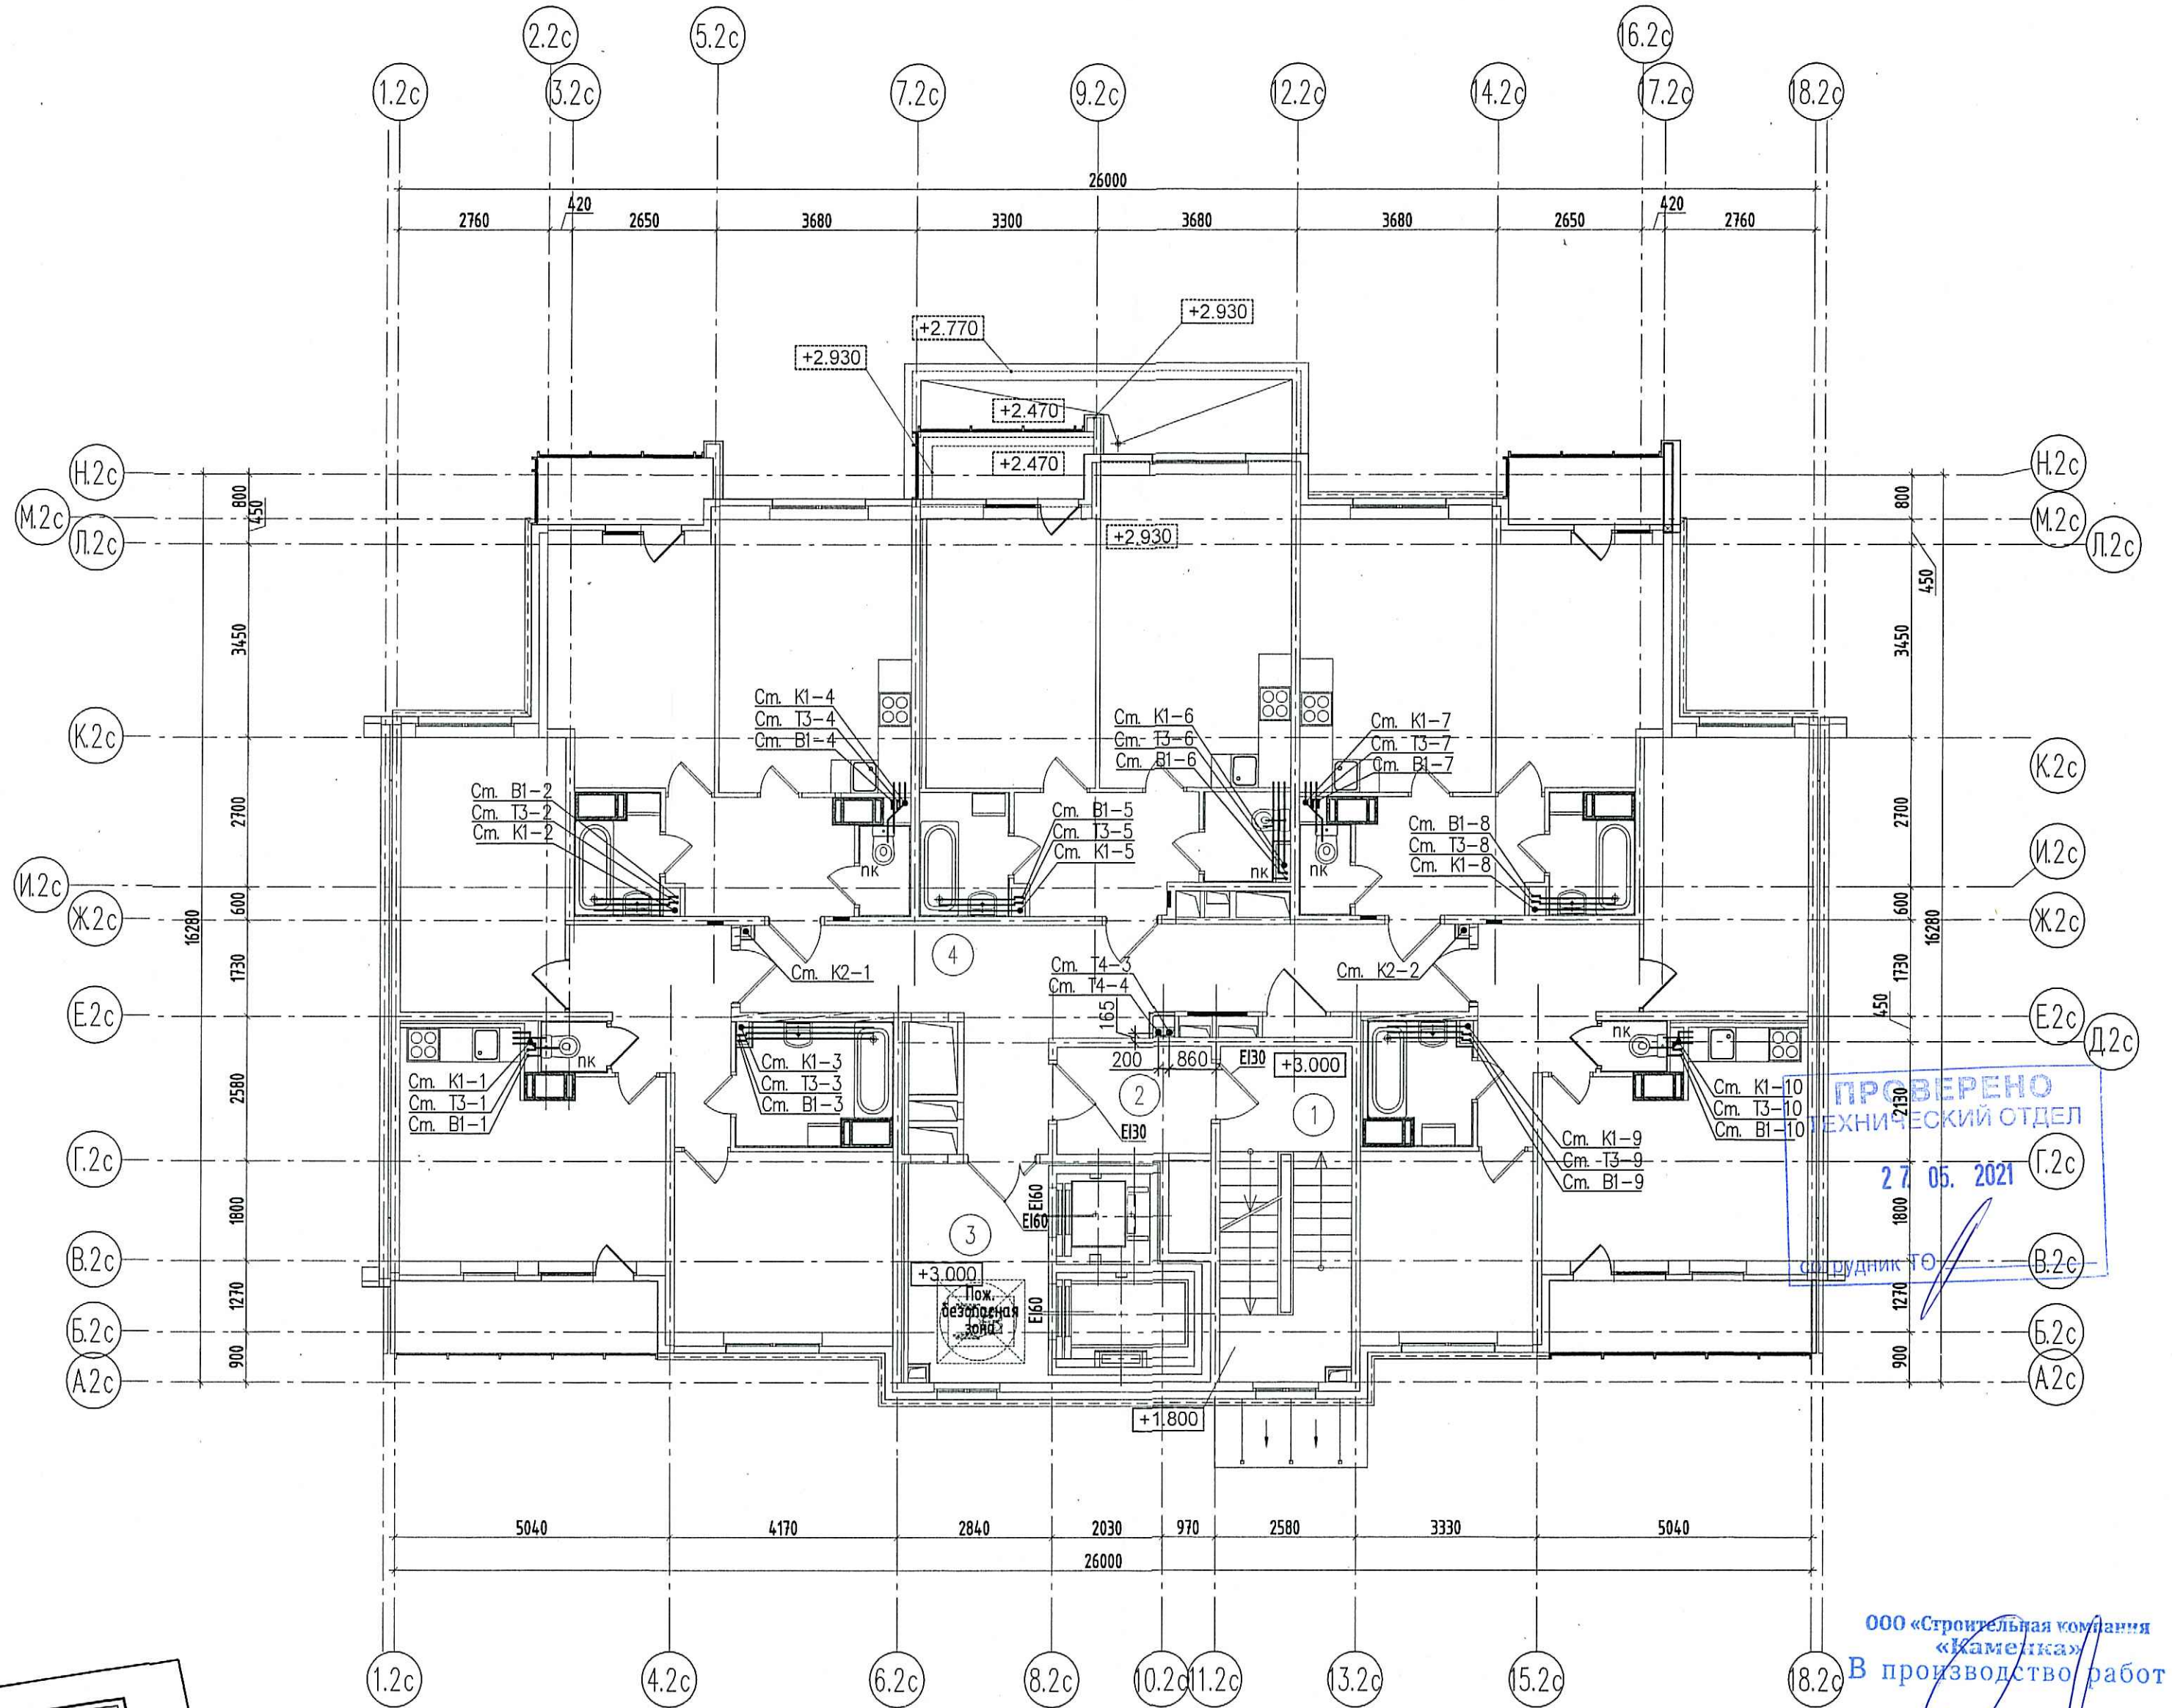 2.2с
5.2с
16.2с
1.2с
3.2с
7.2с
9.2с
12.2с
14.2с
17.2с
18.2с
26000
2760
420
2650
3680
3300
3680
3680
2650
420
2760
+2.930
+2.770
+2.930
+2.470
+2.470
+2.930
Н.2с
М.2с
Л.2с
К.2с
И.2с
Ж.2с
Е.2с
Г.2с
В.2с
Б.2с
А.2с
800
450
3450
2700
600
1730
2580
1800
1270
900
16280
Ст. К1-4
Ст. Т3-4
Ст. В1-4
Ст. К1-6
Ст. Т3-6
Ст. В1-6
Ст. К1-7
Ст. Т3-7
Ст. В1-7
Ст. В1-2
Ст. Т3-2
Ст. К1-2
Ст. В1-5
Ст. Т3-5
Ст. К1-5
Ст. В1-8
Ст. Т3-8
Ст. К1-8
пк
пк
пк
4
Ст. К2-1
Ст. Т4-3
Ст. Т4-4
Ст. К2-2
165
200
860
EI30
+3.000
2
1
EI30
пк
Ст. К1-1
Ст. Т3-1
Ст. В1-1
Ст. К1-3
Ст. Т3-3
Ст. В1-3
пк
Ст. К1-10
Ст. Т3-10
Ст. В1-10
Ст. К1-9
Ст. Т3-9
Ст. В1-9
EI60
EI60
3
+3.000
Пож.
безопасная
зона
EI60
+1.800
Н.2с
М.2с
Л.2с
К.2с
И.2с
Ж.2с
Е.2с
Д.2с
Г.2с
В.2с
Б.2с
А.2с
800
450
3450
2700
600
1730
450
2130
1800
1270
900
16280
ПРОВЕРЕНО
ТЕХНИЧЕСКИЙ ОТДЕЛ
27. 05. 2021
сотрудник ТО
5040
4170
2840
2030
970
2580
3330
5040
26000
1.2с
4.2с
6.2с
8.2с
10.2с
11.2с
13.2с
15.2с
18.2с
ООО «Строительная компания
«Каменка»
В производство работ